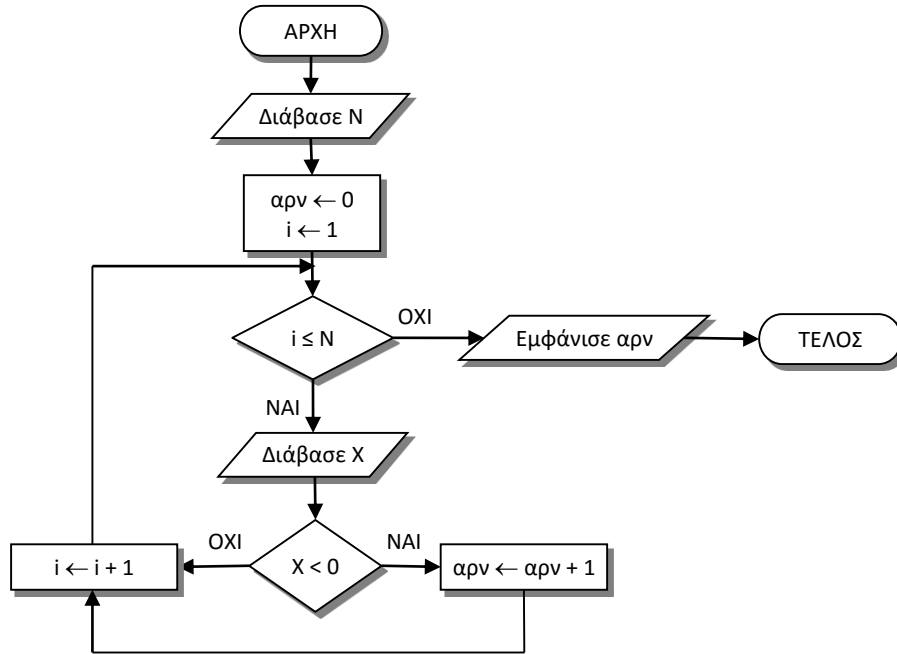 ΑΡΧΗ
Διάβασε Ν
αρν ← 0
i ← 1
i ≤ N
ΟΧΙ
Εμφάνισε αρν
ΤΕΛΟΣ
ΝΑΙ
Διάβασε Χ
Χ < 0
ΟΧΙ
ΝΑΙ
i ← i + 1
αρν ← αρν + 1